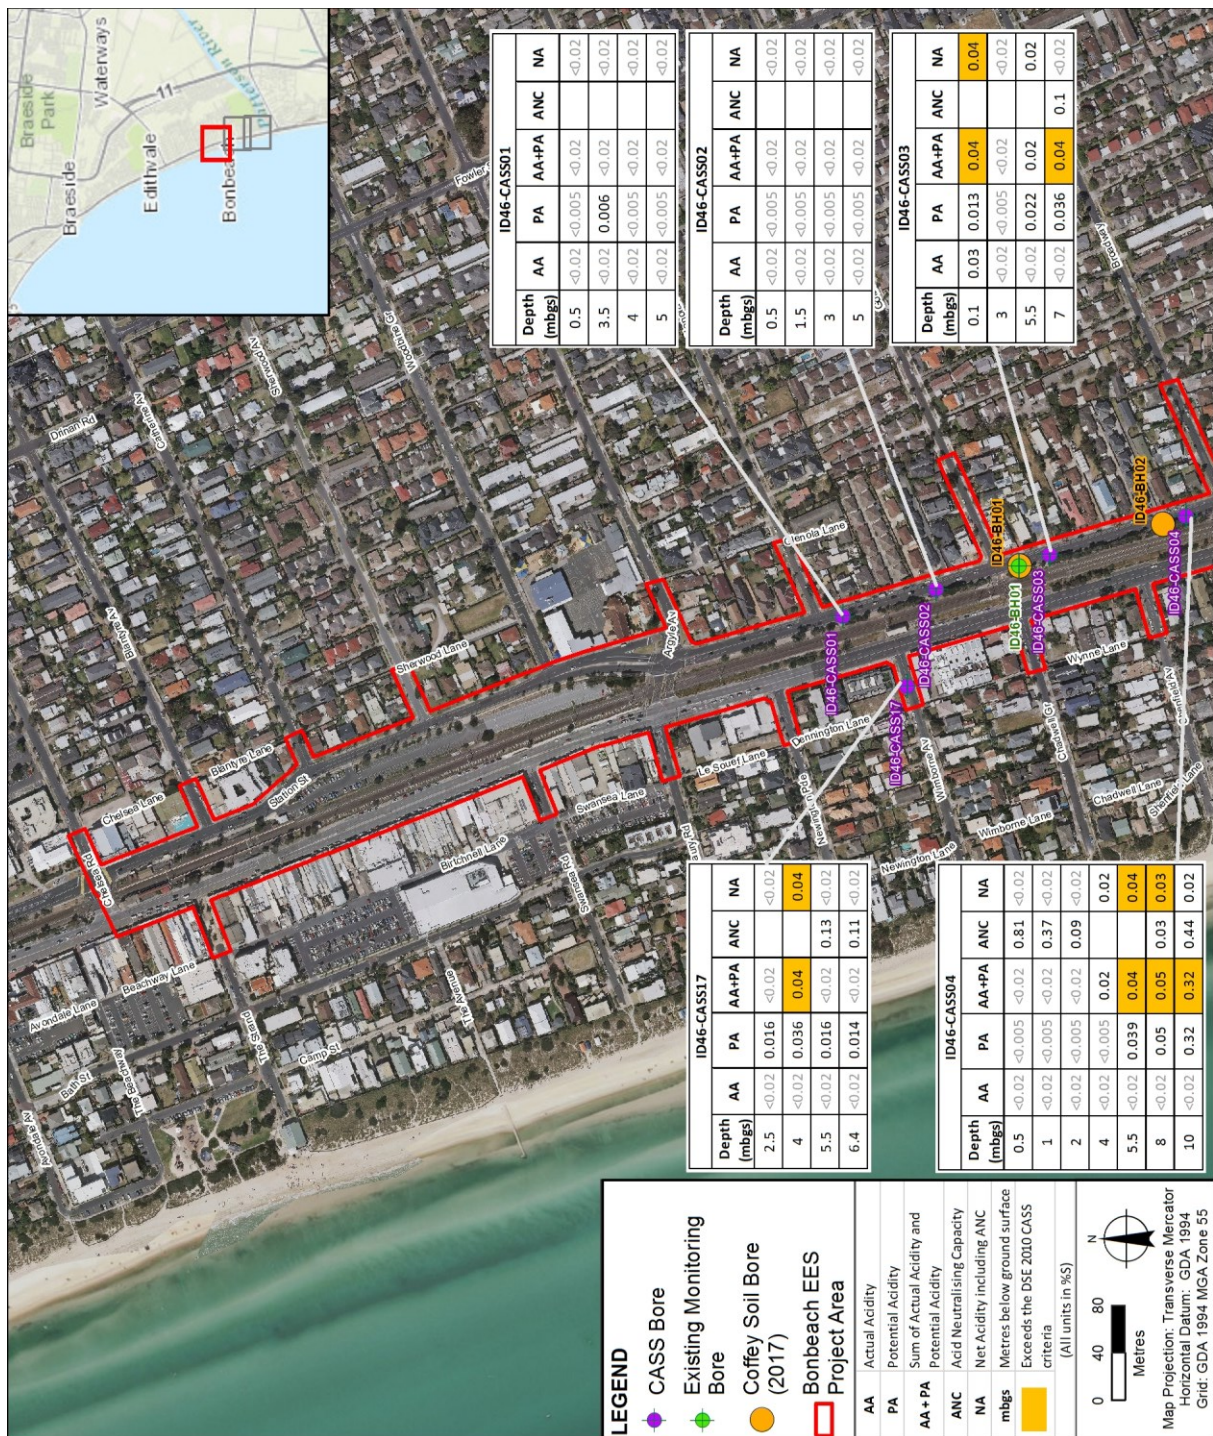 Braeside
Braeside
Park
Waterways
Edithvale
Bonbeach
11
Patterson River
Drinan Rd
Catherine Av
Sherwood Av
Woodbine Gr
Fowler
Blantyre Av
Chelsea Rd
Chelsea Lane
Blantyre Lane
Station St
Sherwood Lane
Argyle Av
Glenola Lane
Broadway
Avondale Av
Avondale Lane
Beachway Lane
Bath St
The Beachway
The Strand
Camp St
The Avenue
Birtchnell Lane
Swansea Lane
Swansea Rd
Le Souef Lane
Dennington Lane
Newington Pde
Newington Lane
Wimborne Av
Wimborne Lane
Chadwell Gr
Chadwell Lane
Wynne Lane
Glenfield Av
ID46-CASS01
ID46-CASS02
ID46-CASS17
ID46-BH01
ID46-BH01
ID46-CASS03
ID46-BH02
ID46-CASS04
ID46-CASS01
Depth (mbgs) AA PA AA+PA ANC NA
0.5 <0.02 <0.005 <0.02 <0.02
3.5 <0.02 0.006 <0.02 <0.02
4 <0.02 <0.005 <0.02 <0.02
5 <0.02 <0.005 <0.02 <0.02
ID46-CASS02
Depth (mbgs) AA PA AA+PA ANC NA
0.5 <0.02 <0.005 <0.02 <0.02
1.5 <0.02 <0.005 <0.02 <0.02
3 <0.02 <0.005 <0.02 <0.02
5 <0.02 <0.005 <0.02 <0.02
ID46-CASS03
Depth (mbgs) AA PA AA+PA ANC NA
0.1 0.03 0.013 0.04 0.04
3 <0.02 <0.005 <0.02 <0.02
5.5 <0.02 0.022 0.02 0.02
7 <0.02 0.036 0.04 0.1 <0.02
ID46-CASS17
Depth (mbgs) AA PA AA+PA ANC NA
2.5 <0.02 0.016 <0.02 <0.02
4 <0.02 0.036 0.04 0.04
5.5 <0.02 0.016 <0.02 0.13 <0.02
6.4 <0.02 0.014 <0.02 0.11 <0.02
ID46-CASS04
Depth (mbgs) AA PA AA+PA ANC NA
0.5 <0.02 <0.005 <0.02 0.81 <0.02
1 <0.02 <0.005 <0.02 0.37 <0.02
2 <0.02 <0.005 <0.02 0.09 <0.02
4 <0.02 <0.005 0.02 0.02
5.5 <0.02 0.039 0.04 0.04
8 <0.02 0.05 0.05 0.03 0.03
10 <0.02 0.32 0.32 0.44 0.02
LEGEND
CASS Bore
Existing Monitoring
Bore
Coffey Soil Bore
(2017)
Bonbeach EES
Project Area
AA Actual Acidity
PA Potential Acidity
AA+PA Sum of Actual Acidity and
Potential Acidity
ANC Acid Neutralising Capacity
NA Net Acidity including ANC
mbgs Metres below ground surface
Exceeds the DSE 2010 CASS
criteria
(All units in %S)
0 40 80
Metres
N
Map Projection: Transverse Mercator
Horizontal Datum: GDA 1994
Grid: GDA 1994 MGA Zone 55